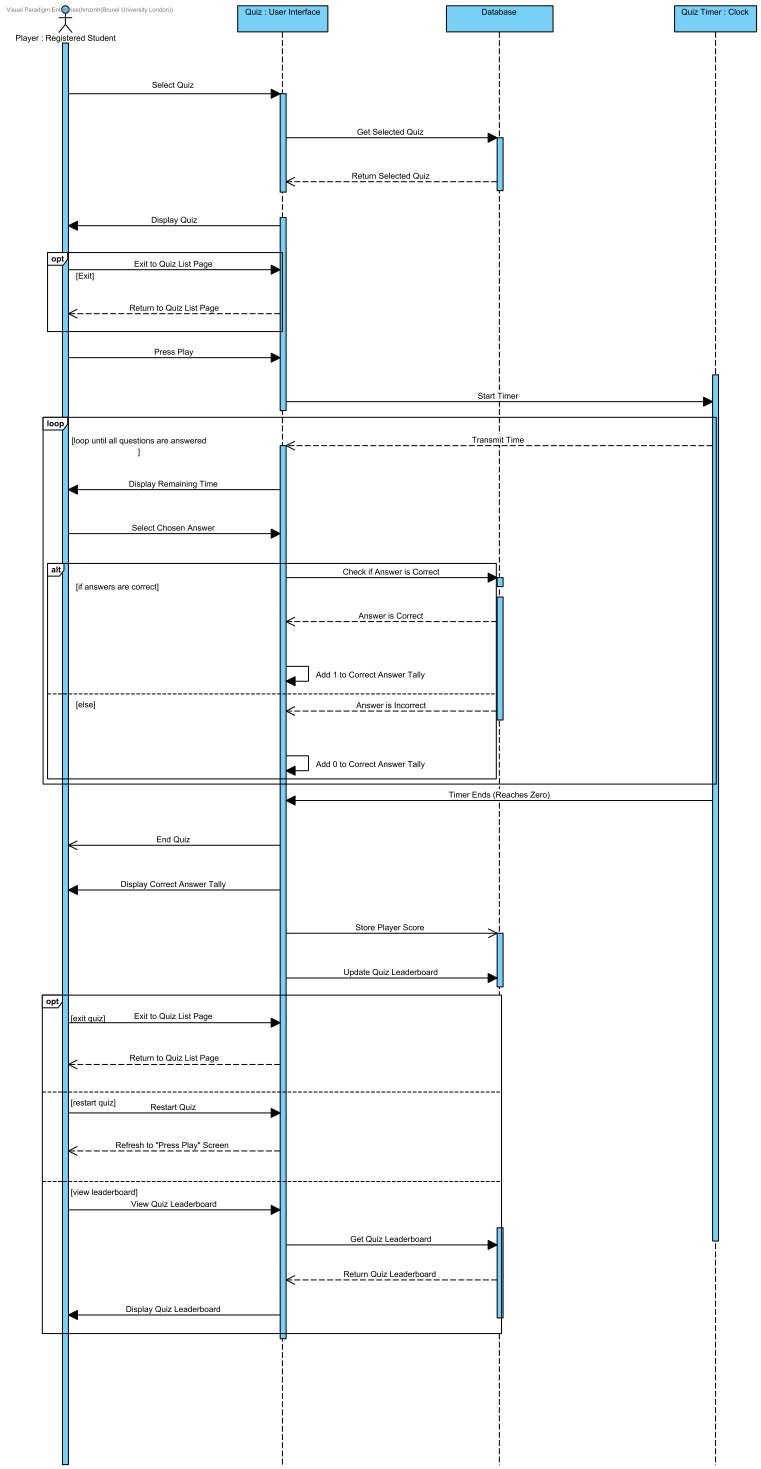 Visual Paradigm Enterprise(hmzmh(Brunel University London))
Player : Registered Student
Quiz : User Interface
Database
Quiz Timer : Clock
Select Quiz
Get Selected Quiz
Return Selected Quiz
Display Quiz
opt
Exit to Quiz List Page
[Exit]
Return to Quiz List Page
Press Play
Start Timer
loop
[loop until all questions are answered
]
Transmit Time
Display Remaining Time
Select Chosen Answer
alt
Check if Answer is Correct
[if answers are correct]
Answer is Correct
Add 1 to Correct Answer Tally
[else]
Answer is Incorrect
Add 0 to Correct Answer Tally
Timer Ends (Reaches Zero)
End Quiz
Display Correct Answer Tally
Store Player Score
Update Quiz Leaderboard
opt
[exit quiz]
Exit to Quiz List Page
Return to Quiz List Page
[restart quiz]
Restart Quiz
Refresh to "Press Play" Screen
[view leaderboard]
View Quiz Leaderboard
Get Quiz Leaderboard
Return Quiz Leaderboard
Display Quiz Leaderboard